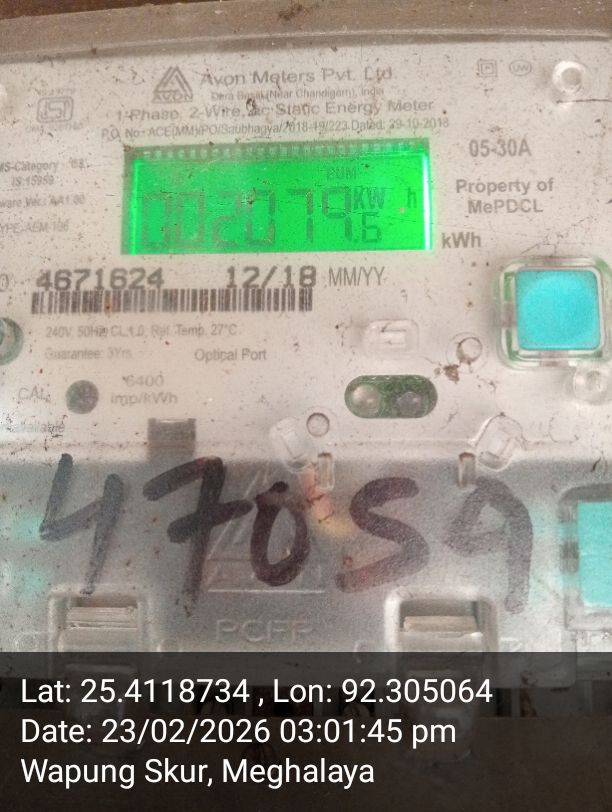 AVON
Avon Meters Pvt. Ltd.
Dera Bassi (Near Chandigarh), India
1-Phase, 2-Wire, ac Static Energy Meter
P.O. No.: ACE(MM)/PO/Saubhagya/2018-19/223 Dated: 29-10-2018
05-30A
IS:15959
CUM
002079.6 kWh
Property of
MePDCL
kWh
4671624 12/18 MM/YY
240V, 50Hz, CL:1.0, Ref. Temp. 27°C
Guarantee: 3Yrs. Optical Port
CAL 6400
imp/kWh
47059
Lat: 25.4118734 , Lon: 92.305064
Date: 23/02/2026 03:01:45 pm
Wapung Skur, Meghalaya